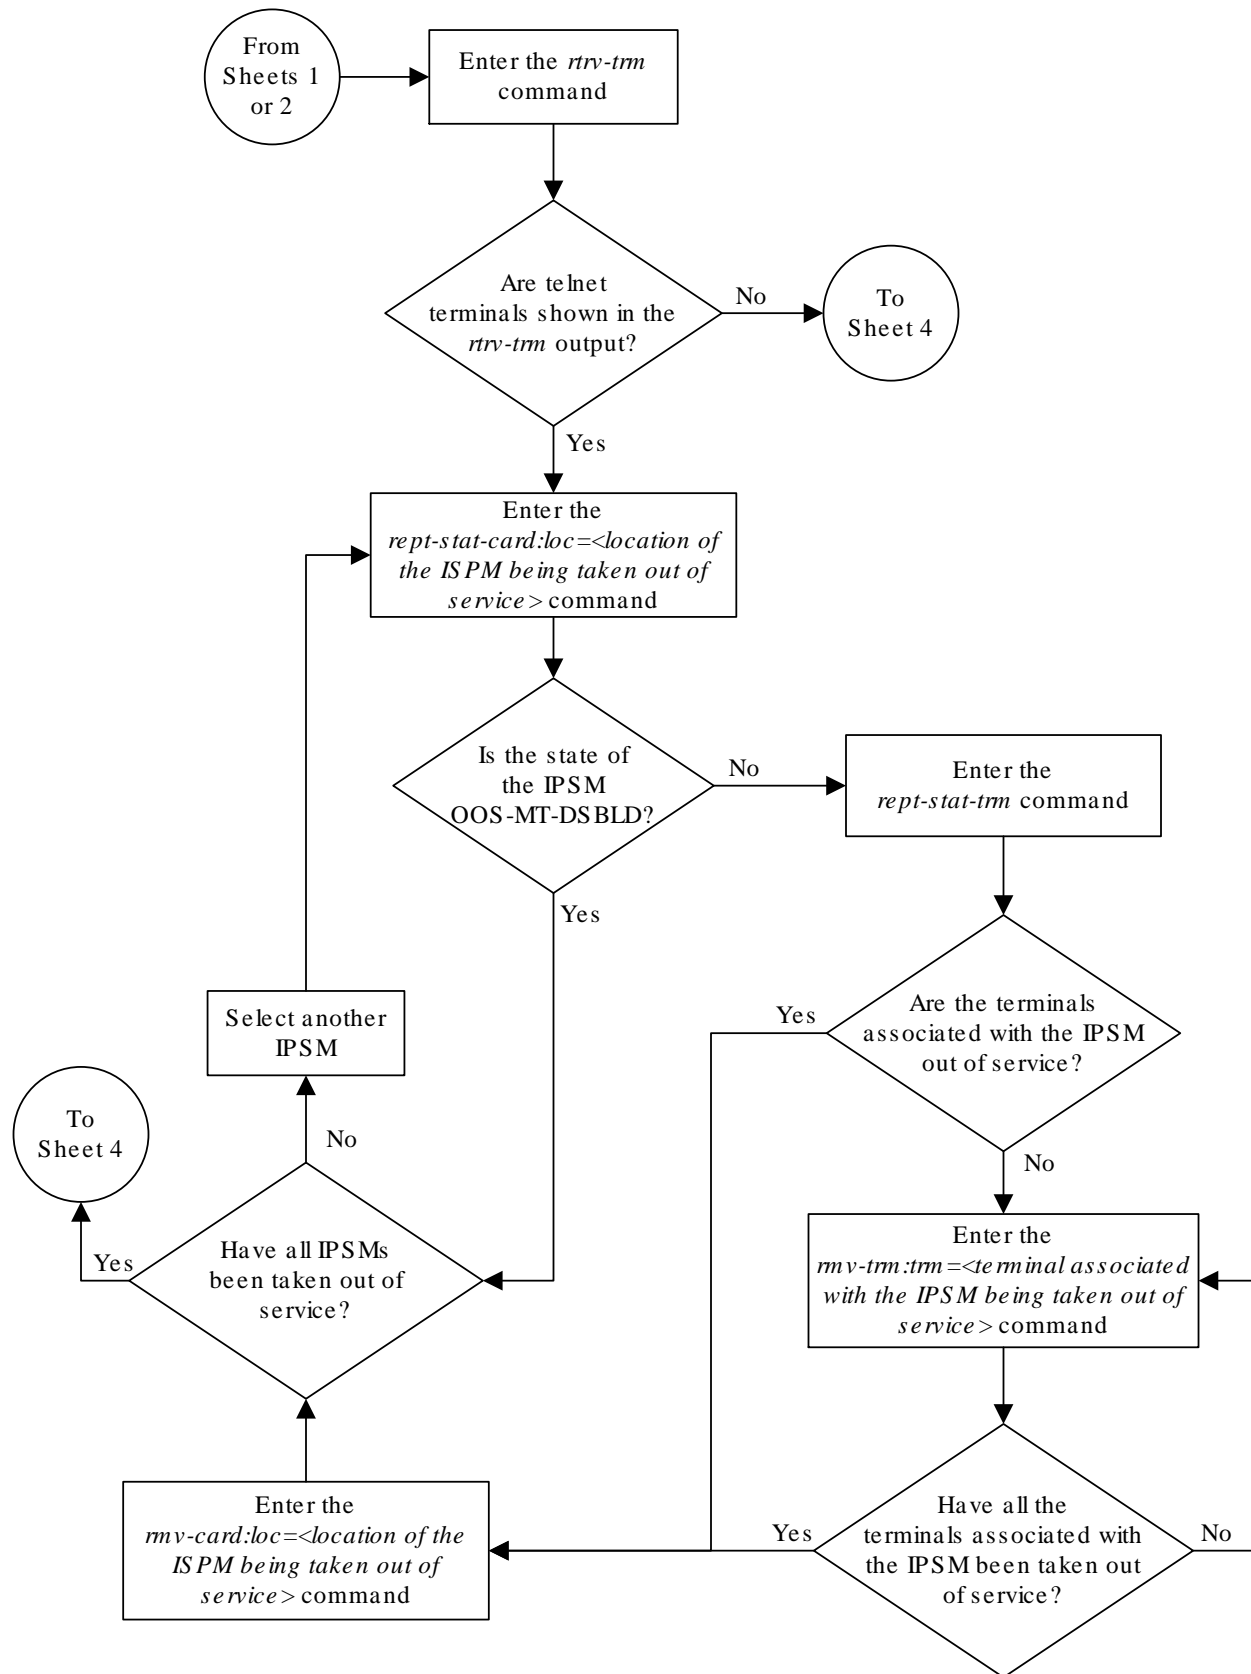 From
Sheets 1
or 2
Enter the rtrv-trm
command
Are telnet
terminals shown in the
rtrv-trm output?
No
To
Sheet 4
Yes
Enter the
rept-stat-card:loc=<location of
the ISPM being taken out of
service> command
Is the state of
the IPSM
OOS-MT-DSBLD?
No
Enter the
rept-stat-trm command
Yes
Are the terminals
associated with the IPSM
out of service?
Yes
No
Select another
IPSM
To
Sheet 4
No
Have all IPSMs
been taken out of
service?
Yes
Enter the
rmv-trm:trm=<terminal associated
with the IPSM being taken out of
service> command
Enter the
rmv-card:loc=<location of the
ISPM being taken out of
service> command
Have all the
terminals associated with
the IPSM been taken out
of service?
Yes
No